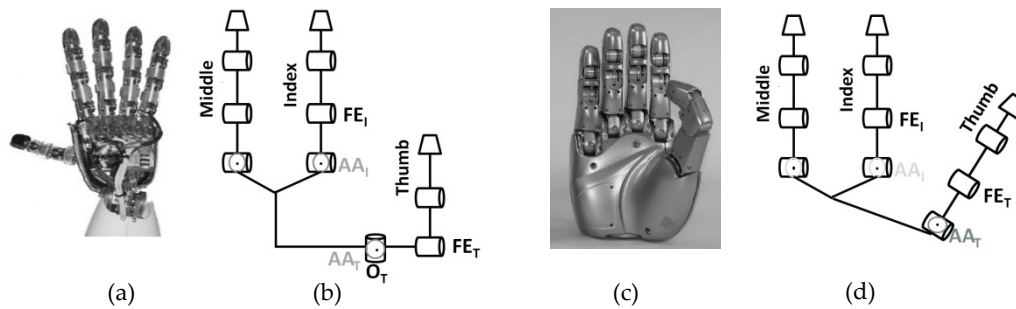 Middle
Index
FE_I
AA_I
Thumb
AA_T
O_T
FE_T
Middle
Index
FE_I
AA_I
Thumb
FE_T
AA_T
(a)
(b)
(c)
(d)